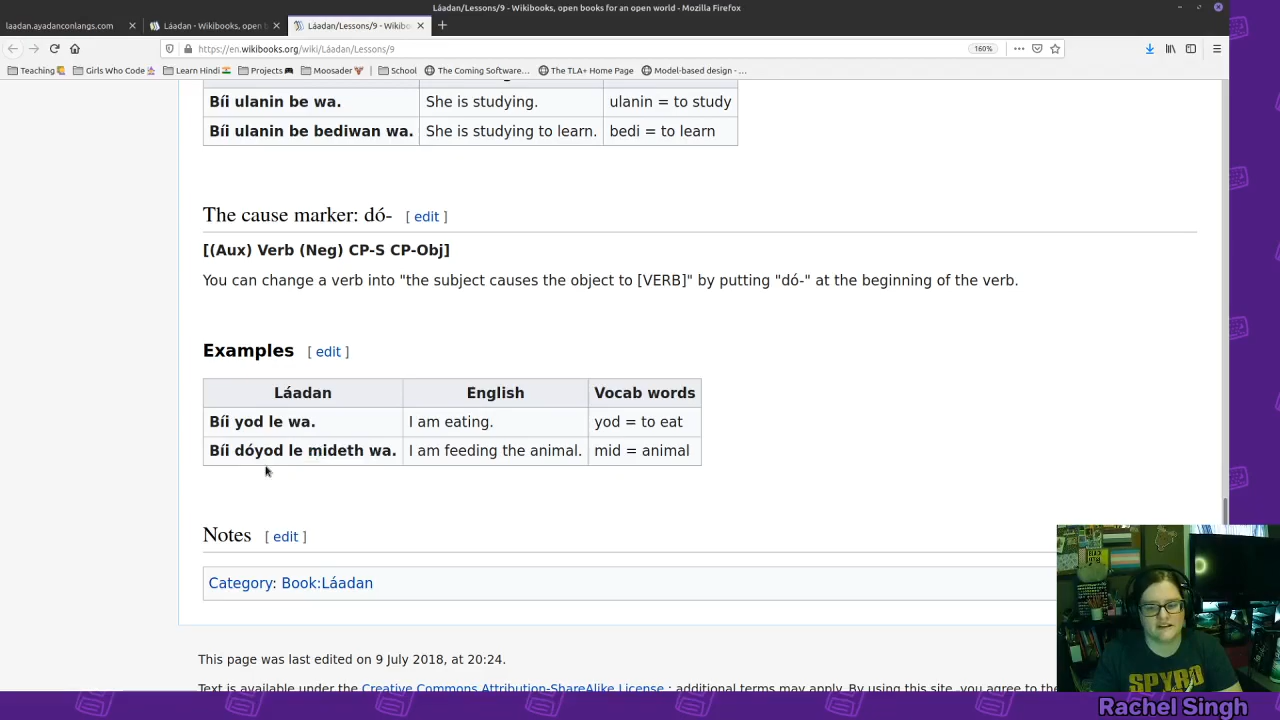 Láadan/Lessons/9 - Wikibooks, open books for an open world - Mozilla Firefox
laadan.ayadanconlangs.com
Láadan - Wikibooks, open b
Láadan/Lessons/9 - Wikibo
https://en.wikibooks.org/wiki/Láadan/Lessons/9
160%
Teaching Girls Who Code Learn Hindi Projects Moosader School The Coming Software... The TLA+ Home Page Model-based design - ...
Bíi ulanin be wa. She is studying. ulanin = to study
Bíi ulanin be bediwan wa. She is studying to learn. bedi = to learn
The cause marker: dó- [ edit ]
[(Aux) Verb (Neg) CP-S CP-Obj]
You can change a verb into "the subject causes the object to [VERB]" by putting "dó-" at the beginning of the verb.
Examples [ edit ]
Láadan English Vocab words
Bíi yod le wa. I am eating. yod = to eat
Bíi dóyod le mideth wa. I am feeding the animal. mid = animal
Notes [ edit ]
Category: Book:Láadan
This page was last edited on 9 July 2018, at 20:24.
Text is available under the Creative Commons Attribution-ShareAlike License.; additional terms may apply. By using this site, you agree to the
SPYRO
Rachel Singh